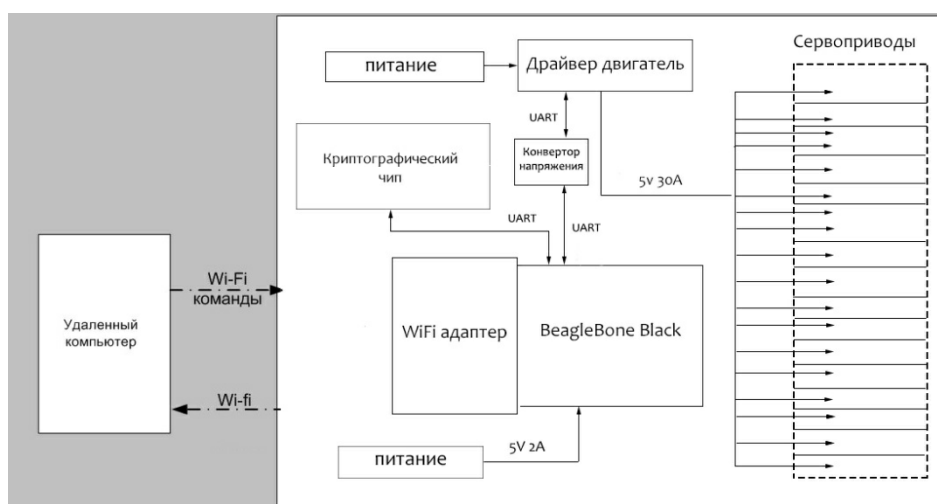 Сервоприводы
питание
Драйвер двигатель
UART
Криптографический
чип
Конвертор
напряжения
5v 30A
UART
UART
Wi-Fi
команды
Удаленный
компьютер
WiFi адаптер
BeagleBone Black
Wi-fi
питание
5V 2A